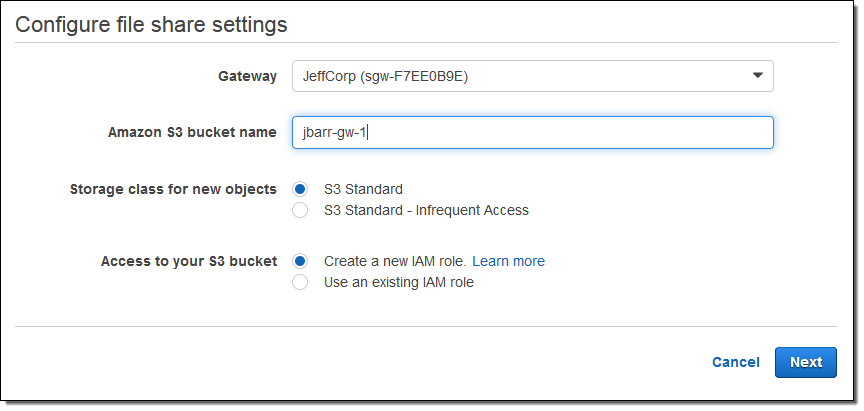 Configure file share settings
Gateway JeffCorp (sgw-F7EE0B9E)
Amazon S3 bucket name jbarr-gw-1
Storage class for new objects S3 Standard
S3 Standard - Infrequent Access
Access to your S3 bucket Create a new IAM role. Learn more
Use an existing IAM role
Cancel Next